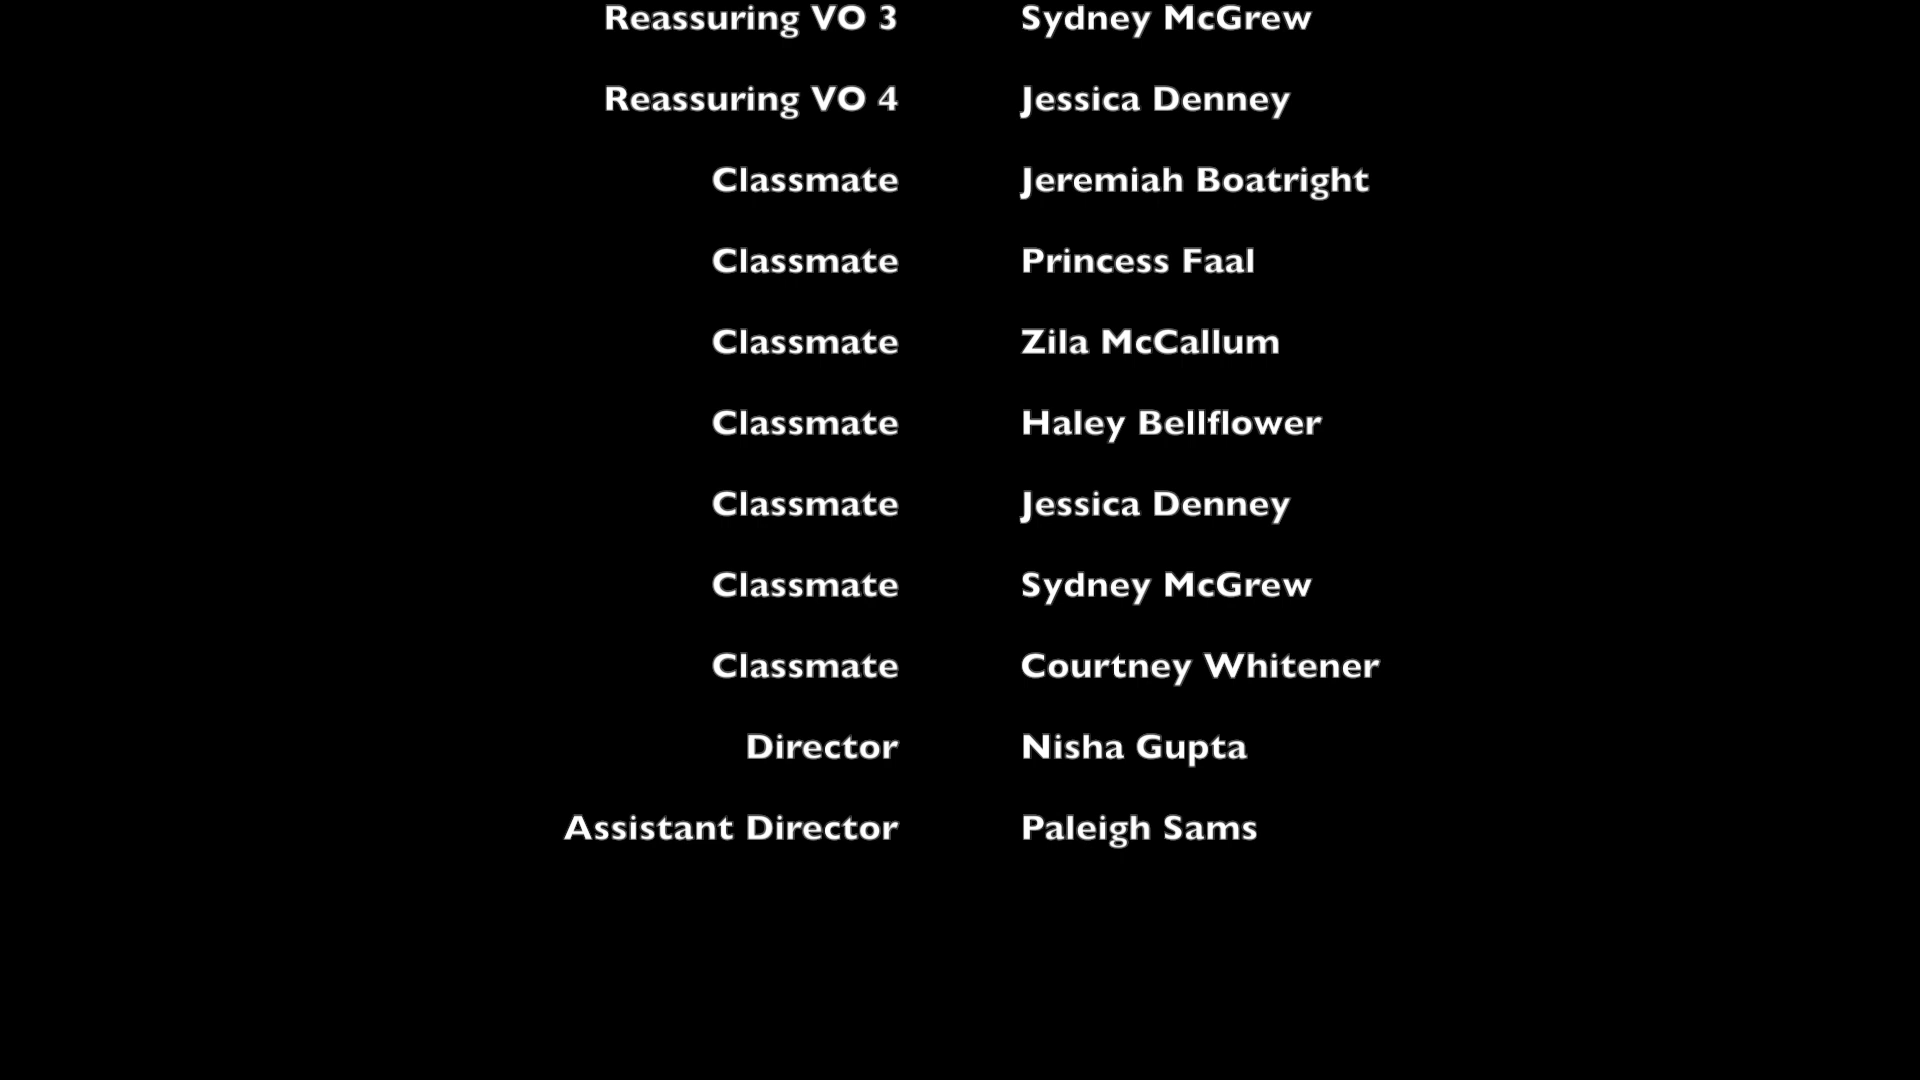 Reassuring VO 3 Sydney McGrew
Reassuring VO 4 Jessica Denney
Classmate Jeremiah Boatright
Classmate Princess Faal
Classmate Zila McCallum
Classmate Haley Bellflower
Classmate Jessica Denney
Classmate Sydney McGrew
Classmate Courtney Whitener
Director Nisha Gupta
Assistant Director Paleigh Sams